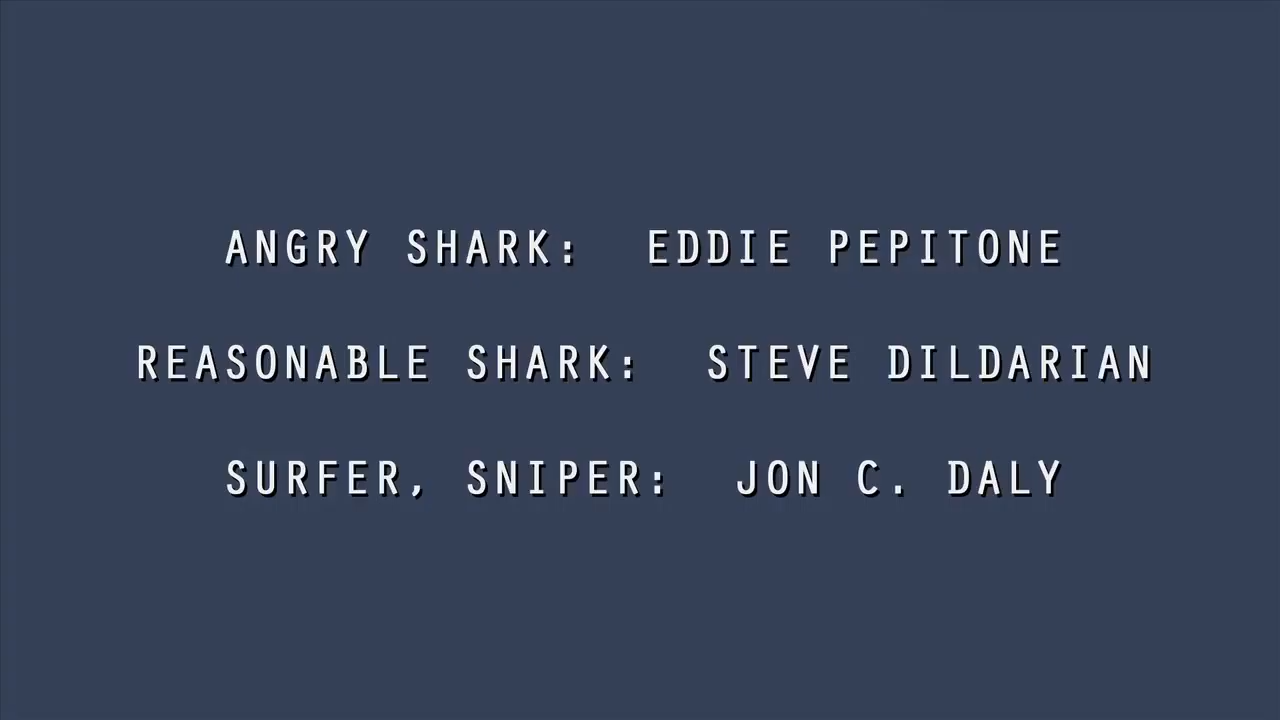 ANGRY SHARK: EDDIE PEPITONE
REASONABLE SHARK: STEVE DILDARIAN
SURFER, SNIPER: JON C. DALY